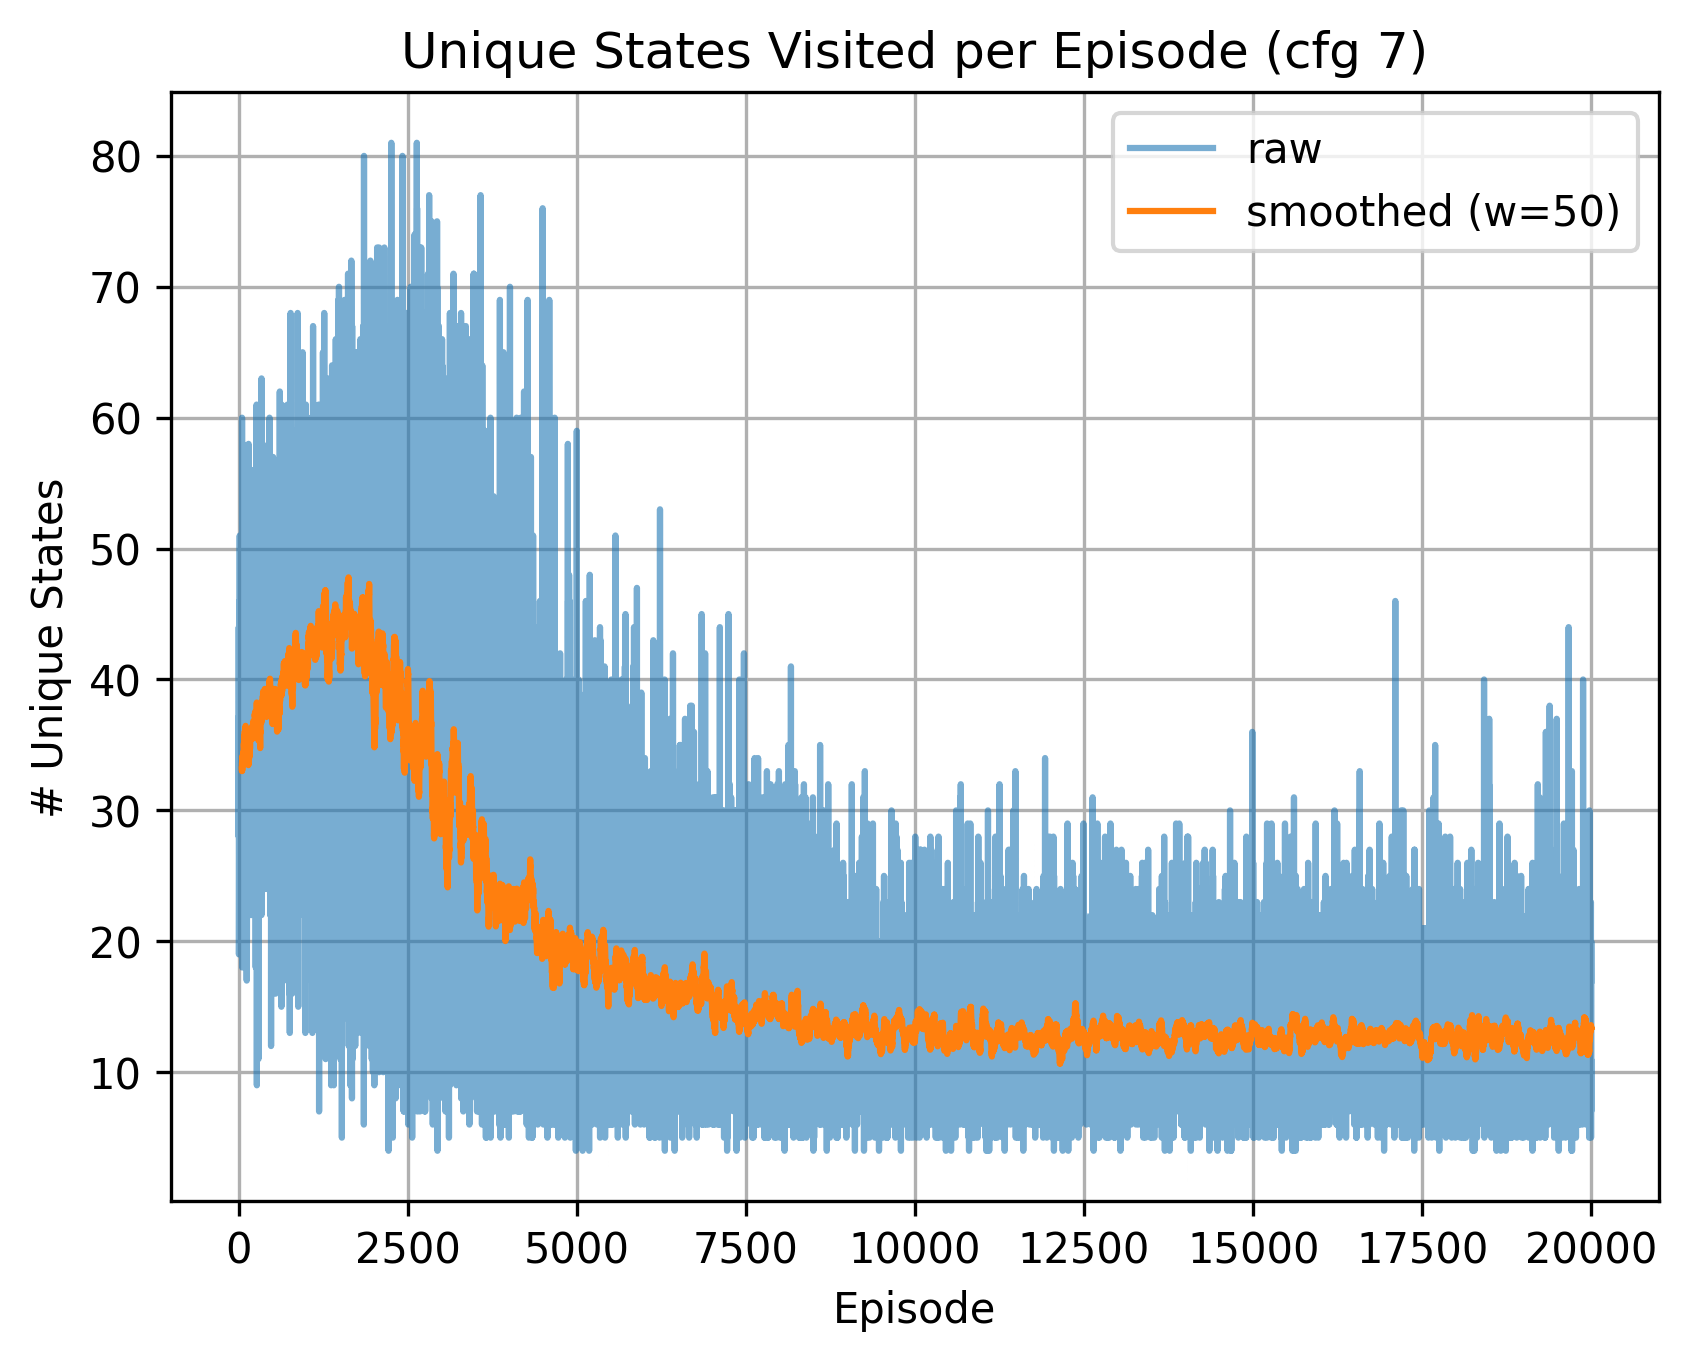 Unique States Visited per Episode (cfg 7)
raw
smoothed (w=50)
# Unique States
80
70
60
50
40
30
20
10
0 2500 5000 7500 10000 12500 15000 17500 20000
Episode